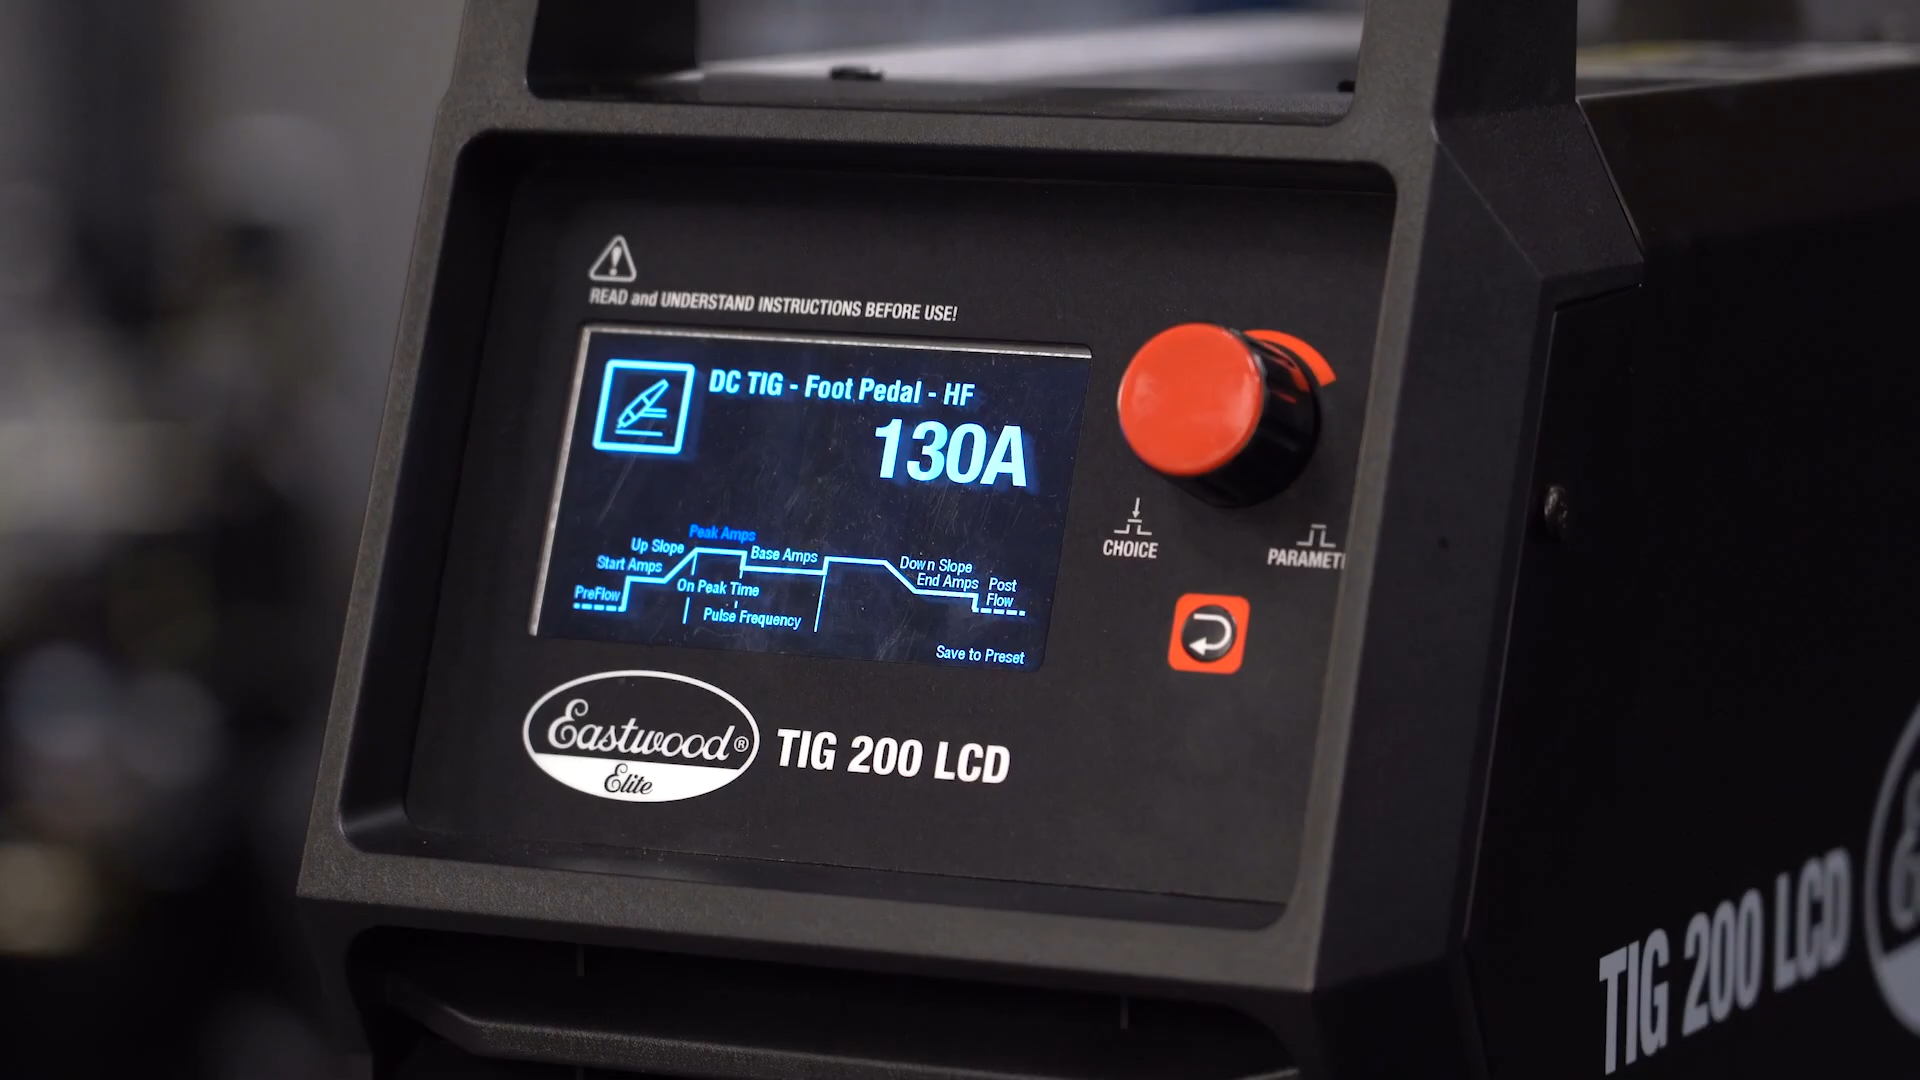 READ and UNDERSTAND INSTRUCTIONS BEFORE USE!
DC TIG - Foot Pedal - HF
130A
Peak Amps
Up Slope
Base Amps
Start Amps
Down Slope
On Peak Time
End Amps
Post
Flow
PreFlow
Pulse Frequency
Save to Preset
CHOICE
PARAMET
Eastwood®
Elite
TIG 200 LCD
TIG 200 LCD